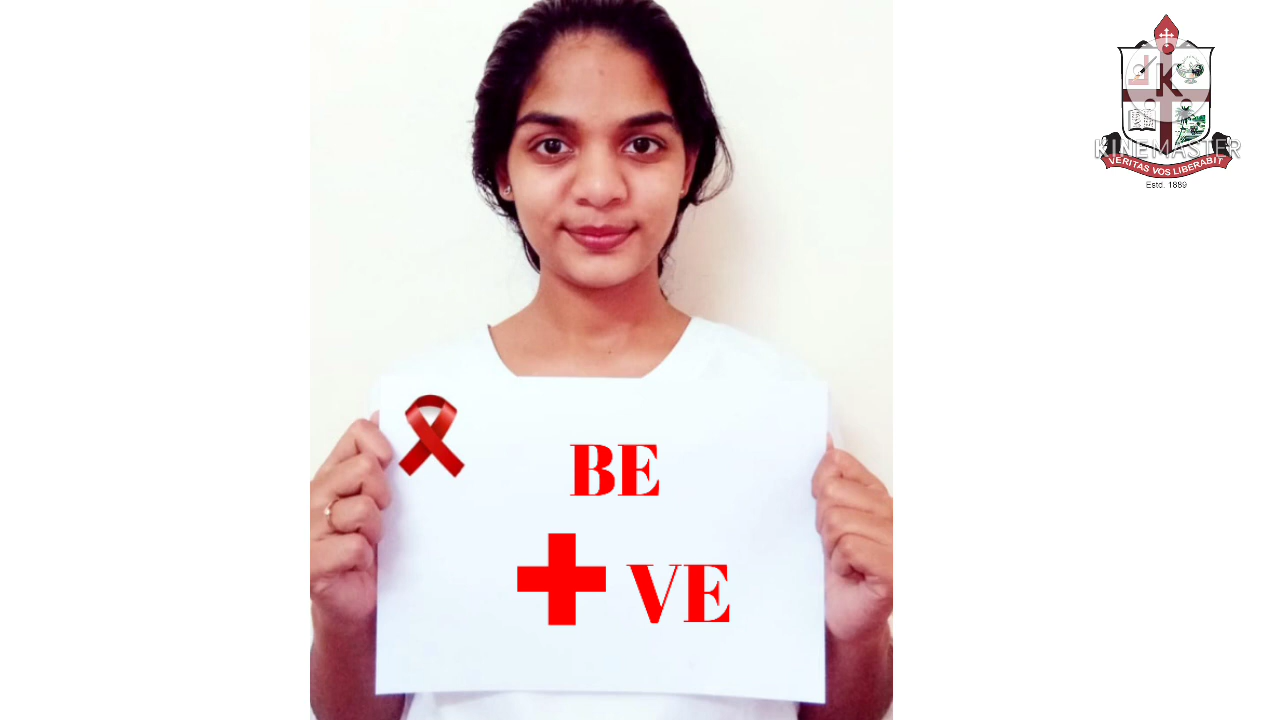 BE
+ VE
K
KINEMASTER
VERITAS VOS LIBERABIT
Estd. 1889